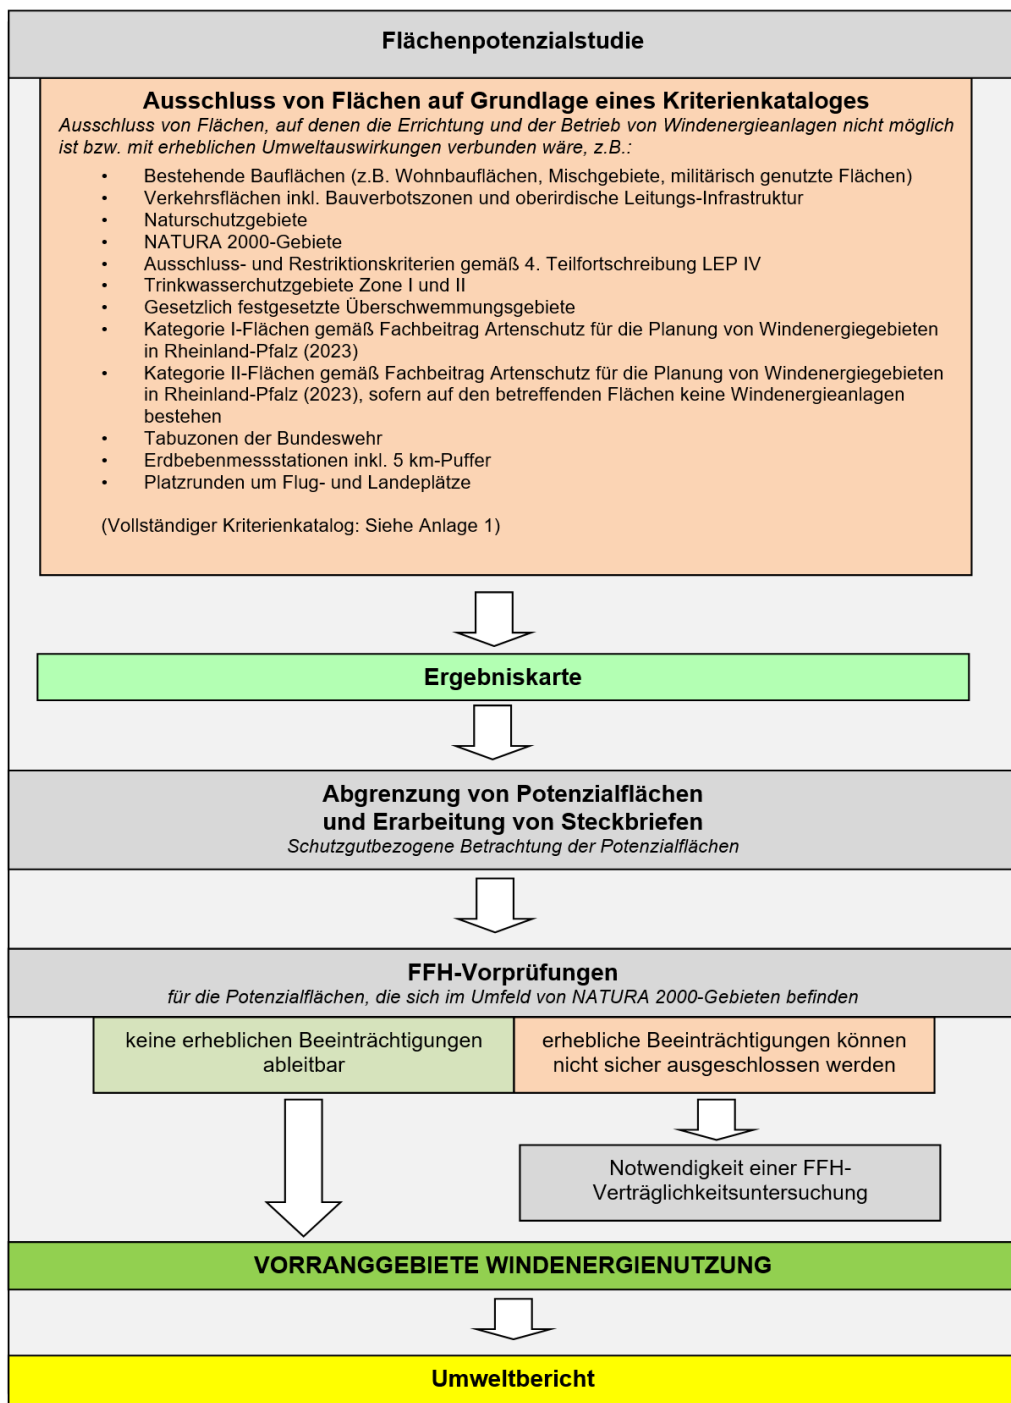 Flächenpotenzialstudie
Ausschluss von Flächen auf Grundlage eines Kriterienkataloges
Ausschluss von Flächen, auf denen die Errichtung und der Betrieb von Windenergieanlagen nicht möglich
ist bzw. mit erheblichen Umweltauswirkungen verbunden wäre, z.B.:
• Bestehende Bauflächen (z.B. Wohnbauflächen, Mischgebiete, militärisch genutzte Flächen)
• Verkehrsflächen inkl. Bauverbotszonen und oberirdische Leitungs-Infrastruktur
• Naturschutzgebiete
• NATURA 2000-Gebiete
• Ausschluss- und Restriktionskriterien gemäß 4. Teilfortschreibung LEP IV
• Trinkwasserchutzgebiete Zone I und II
• Gesetzlich festgesetzte Überschwemmungsgebiete
• Kategorie I-Flächen gemäß Fachbeitrag Artenschutz für die Planung von Windenergiegebieten
in Rheinland-Pfalz (2023)
• Kategorie II-Flächen gemäß Fachbeitrag Artenschutz für die Planung von Windenergiegebieten
in Rheinland-Pfalz (2023), sofern auf den betreffenden Flächen keine Windenergieanlagen
bestehen
• Tabuzonen der Bundeswehr
• Erdbebenmessstationen inkl. 5 km-Puffer
• Platzrunden um Flug- und Landeplätze
(Vollständiger Kriterienkatalog: Siehe Anlage 1)
Ergebniskarte
Abgrenzung von Potenzialflächen
und Erarbeitung von Steckbriefen
Schutzgutbezogene Betrachtung der Potenzialflächen
FFH-Vorprüfungen
für die Potenzialflächen, die sich im Umfeld von NATURA 2000-Gebieten befinden
keine erheblichen Beeinträchtigungen
ableitbar
erhebliche Beeinträchtigungen können
nicht sicher ausgeschlossen werden
Notwendigkeit einer FFH-
Verträglichkeitsuntersuchung
VORRANGGEBIETE WINDENERGIENUTZUNG
Umweltbericht